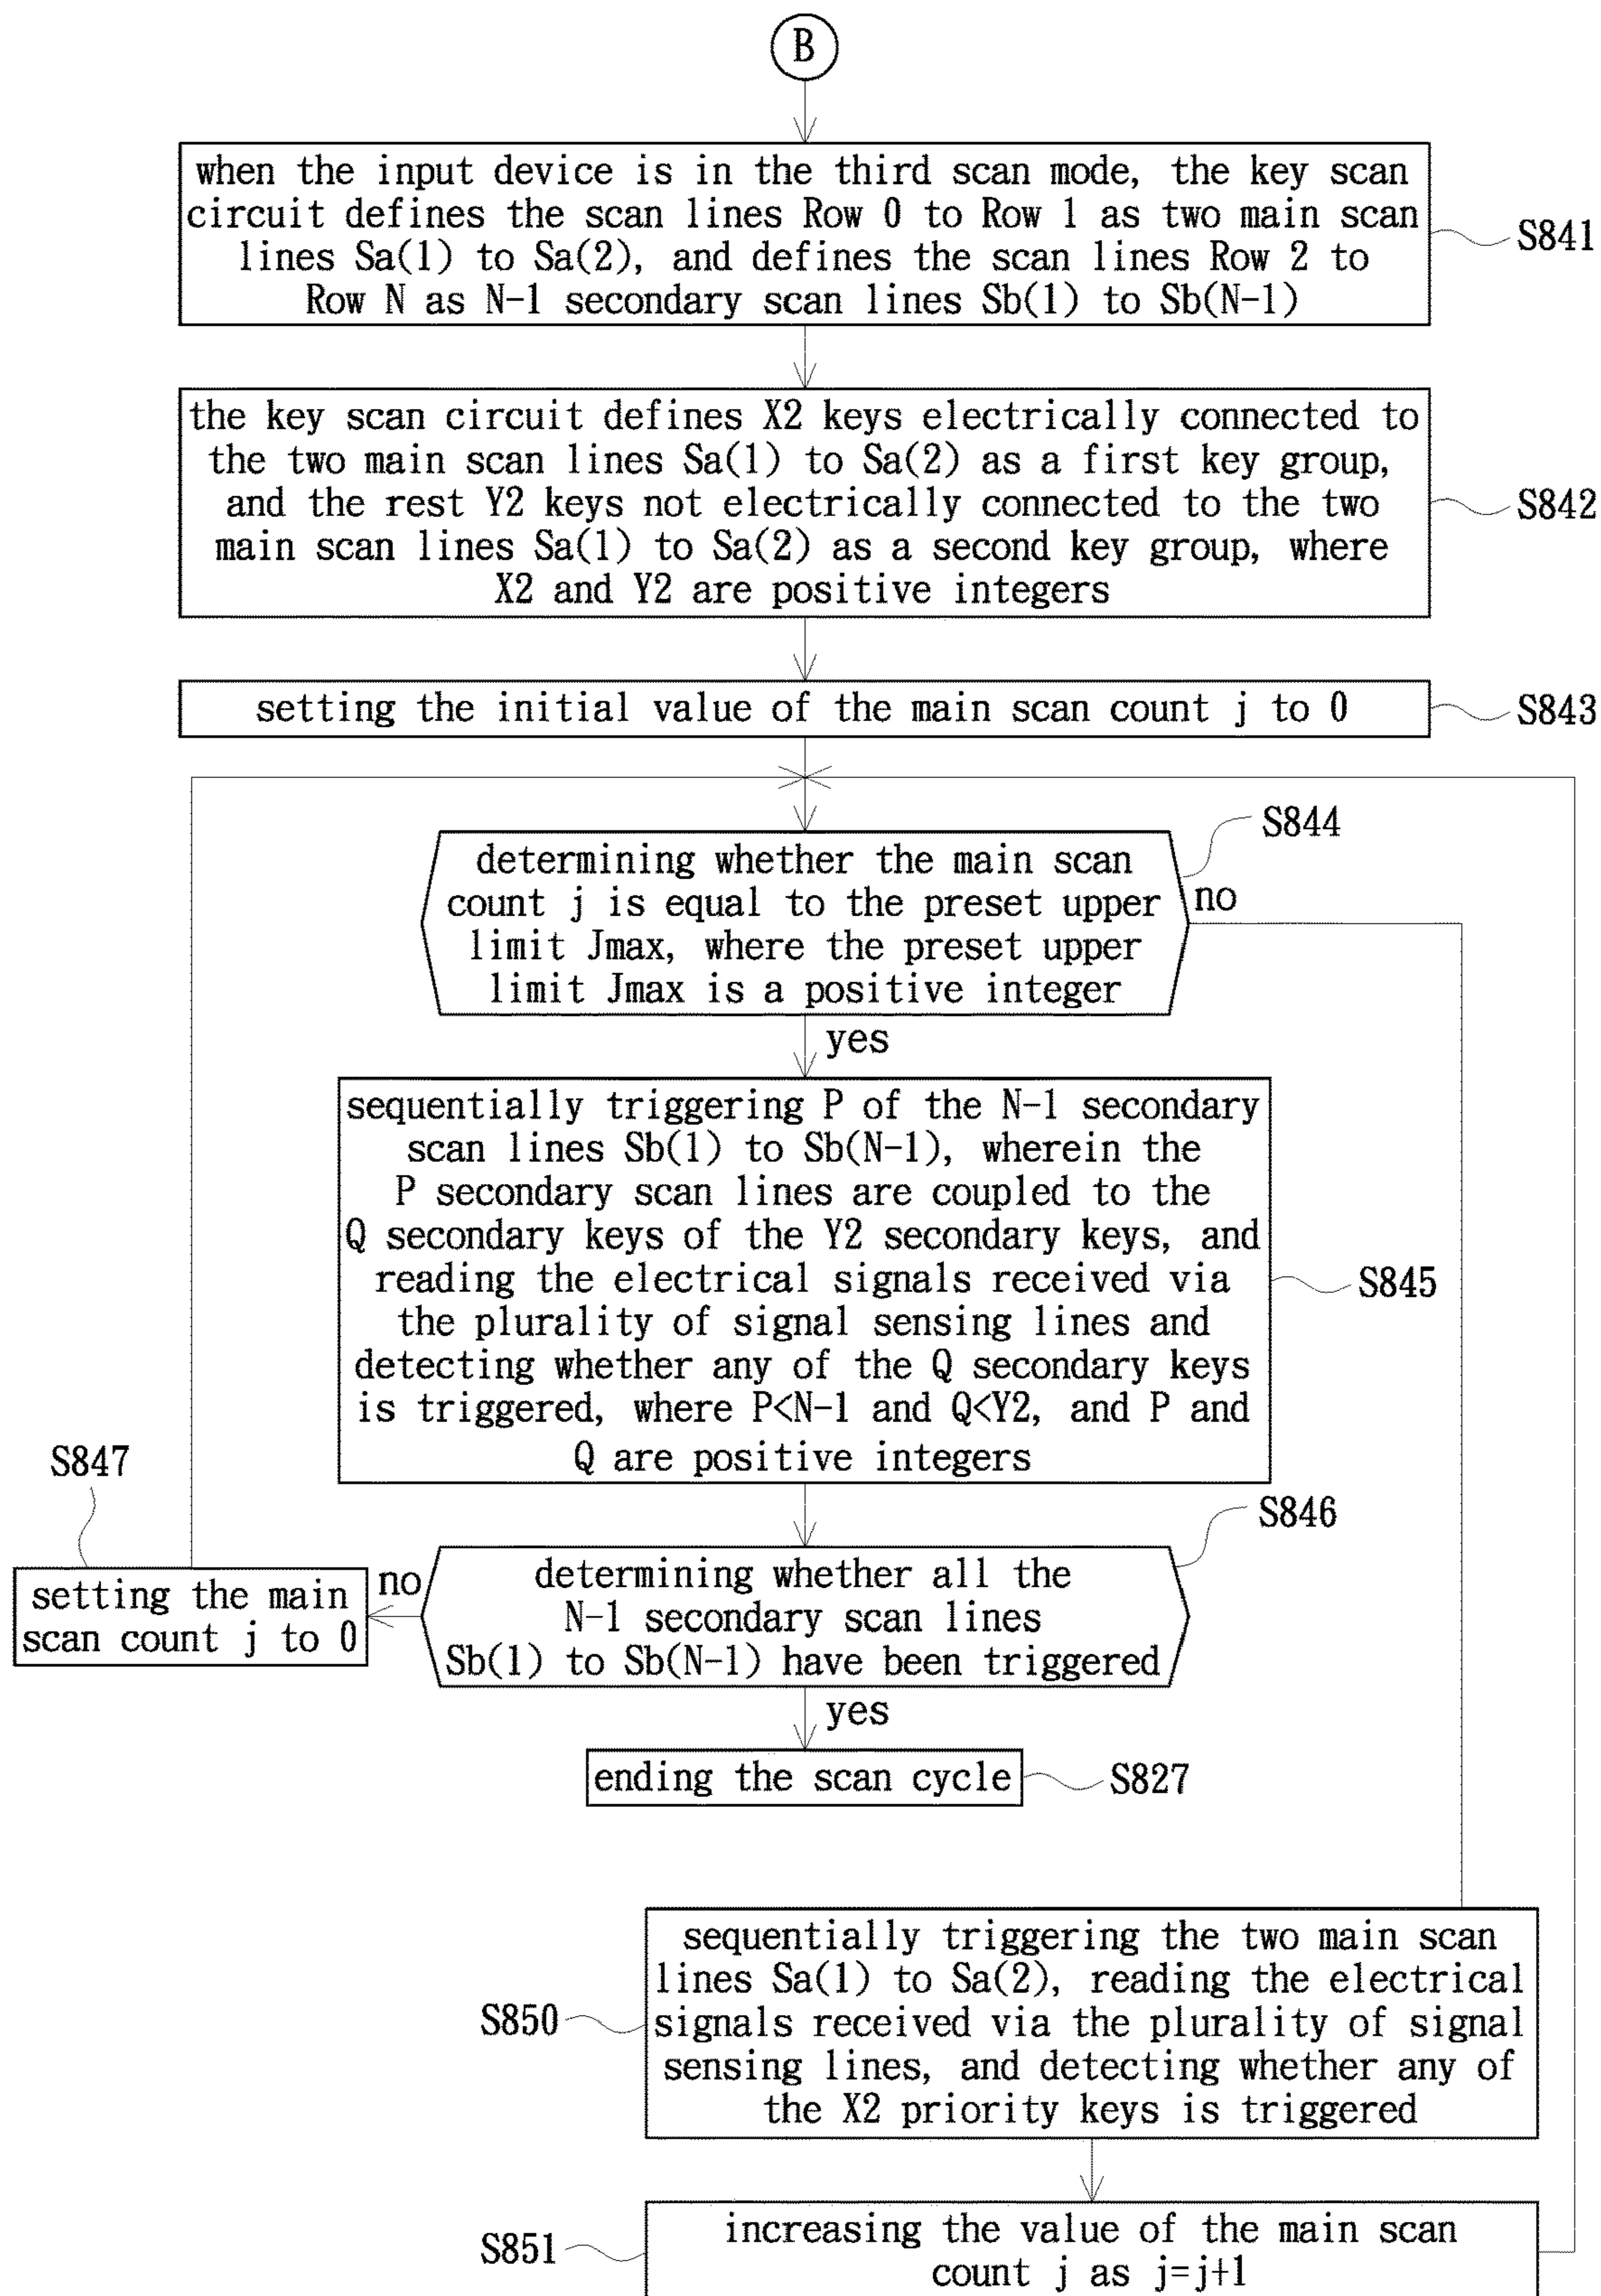 B
when the input device is in the third scan mode, the key scan
circuit defines the scan lines Row 0 to Row 1 as two main scan
lines Sa(1) to Sa(2), and defines the scan lines Row 2 to
Row N as N-1 secondary scan lines Sb(1) to Sb(N-1)
S841
the key scan circuit defines X2 keys electrically connected to
the two main scan lines Sa(1) to Sa(2) as a first key group,
and the rest Y2 keys not electrically connected to the two
main scan lines Sa(1) to Sa(2) as a second key group, where
X2 and Y2 are positive integers
S842
setting the initial value of the main scan count j to 0
S843
S844
determining whether the main scan
count j is equal to the preset upper
limit Jmax, where the preset upper
limit Jmax is a positive integer
no
yes
sequentially triggering P of the N-1 secondary
scan lines Sb(1) to Sb(N-1), wherein the
P secondary scan lines are coupled to the
Q secondary keys of the Y2 secondary keys, and
reading the electrical signals received via
the plurality of signal sensing lines and
detecting whether any of the Q secondary keys
is triggered, where P<N-1 and Q<Y2, and P and
Q are positive integers
S845
S846
determining whether all the
N-1 secondary scan lines
Sb(1) to Sb(N-1) have been triggered
no
S847
setting the main
scan count j to 0
yes
ending the scan cycle
S827
sequentially triggering the two main scan
lines Sa(1) to Sa(2), reading the electrical
signals received via the plurality of signal
sensing lines, and detecting whether any of
the X2 priority keys is triggered
S850
increasing the value of the main scan
count j as j=j+1
S851